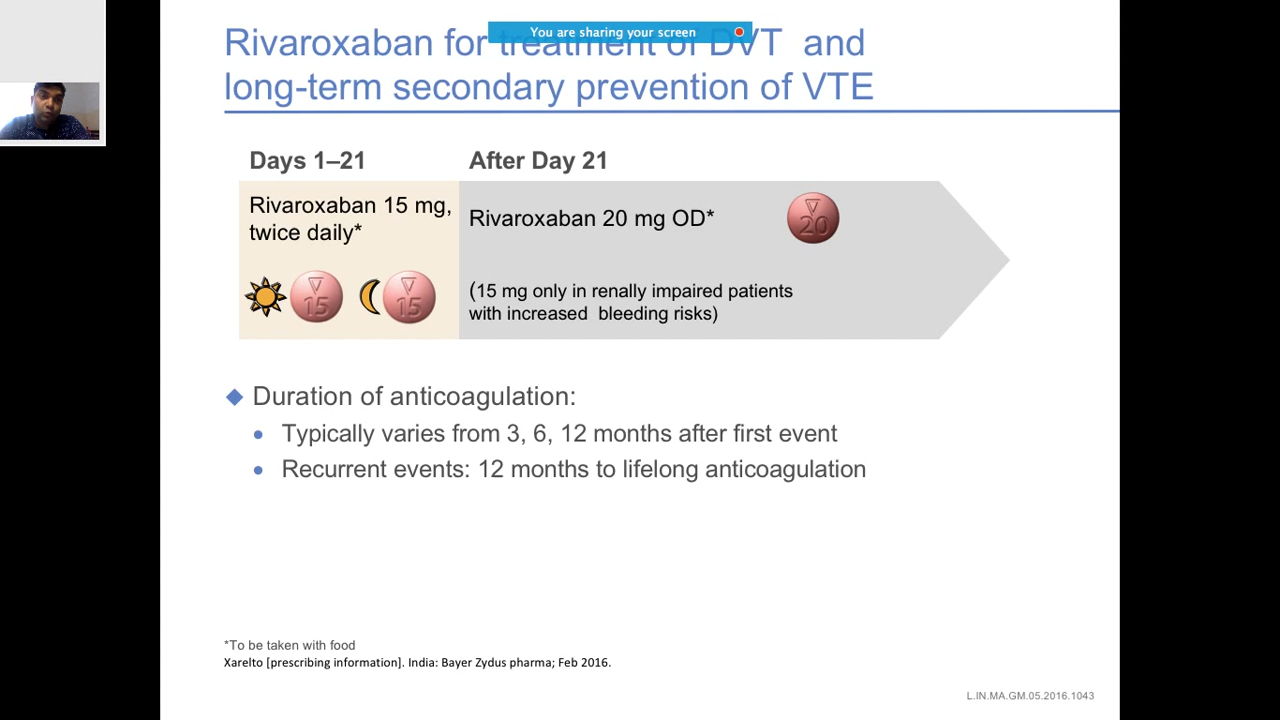 You are sharing your screen
Rivaroxaban for treatment of DVT and
long-term secondary prevention of VTE
Days 1–21
After Day 21
Rivaroxaban 15 mg,
twice daily*
Rivaroxaban 20 mg OD*
20
15
15
(15 mg only in renally impaired patients
with increased bleeding risks)
Duration of anticoagulation:
Typically varies from 3, 6, 12 months after first event
Recurrent events: 12 months to lifelong anticoagulation
*To be taken with food
Xarelto [prescribing information]. India: Bayer Zydus pharma; Feb 2016.
L.IN.MA.GM.05.2016.1043